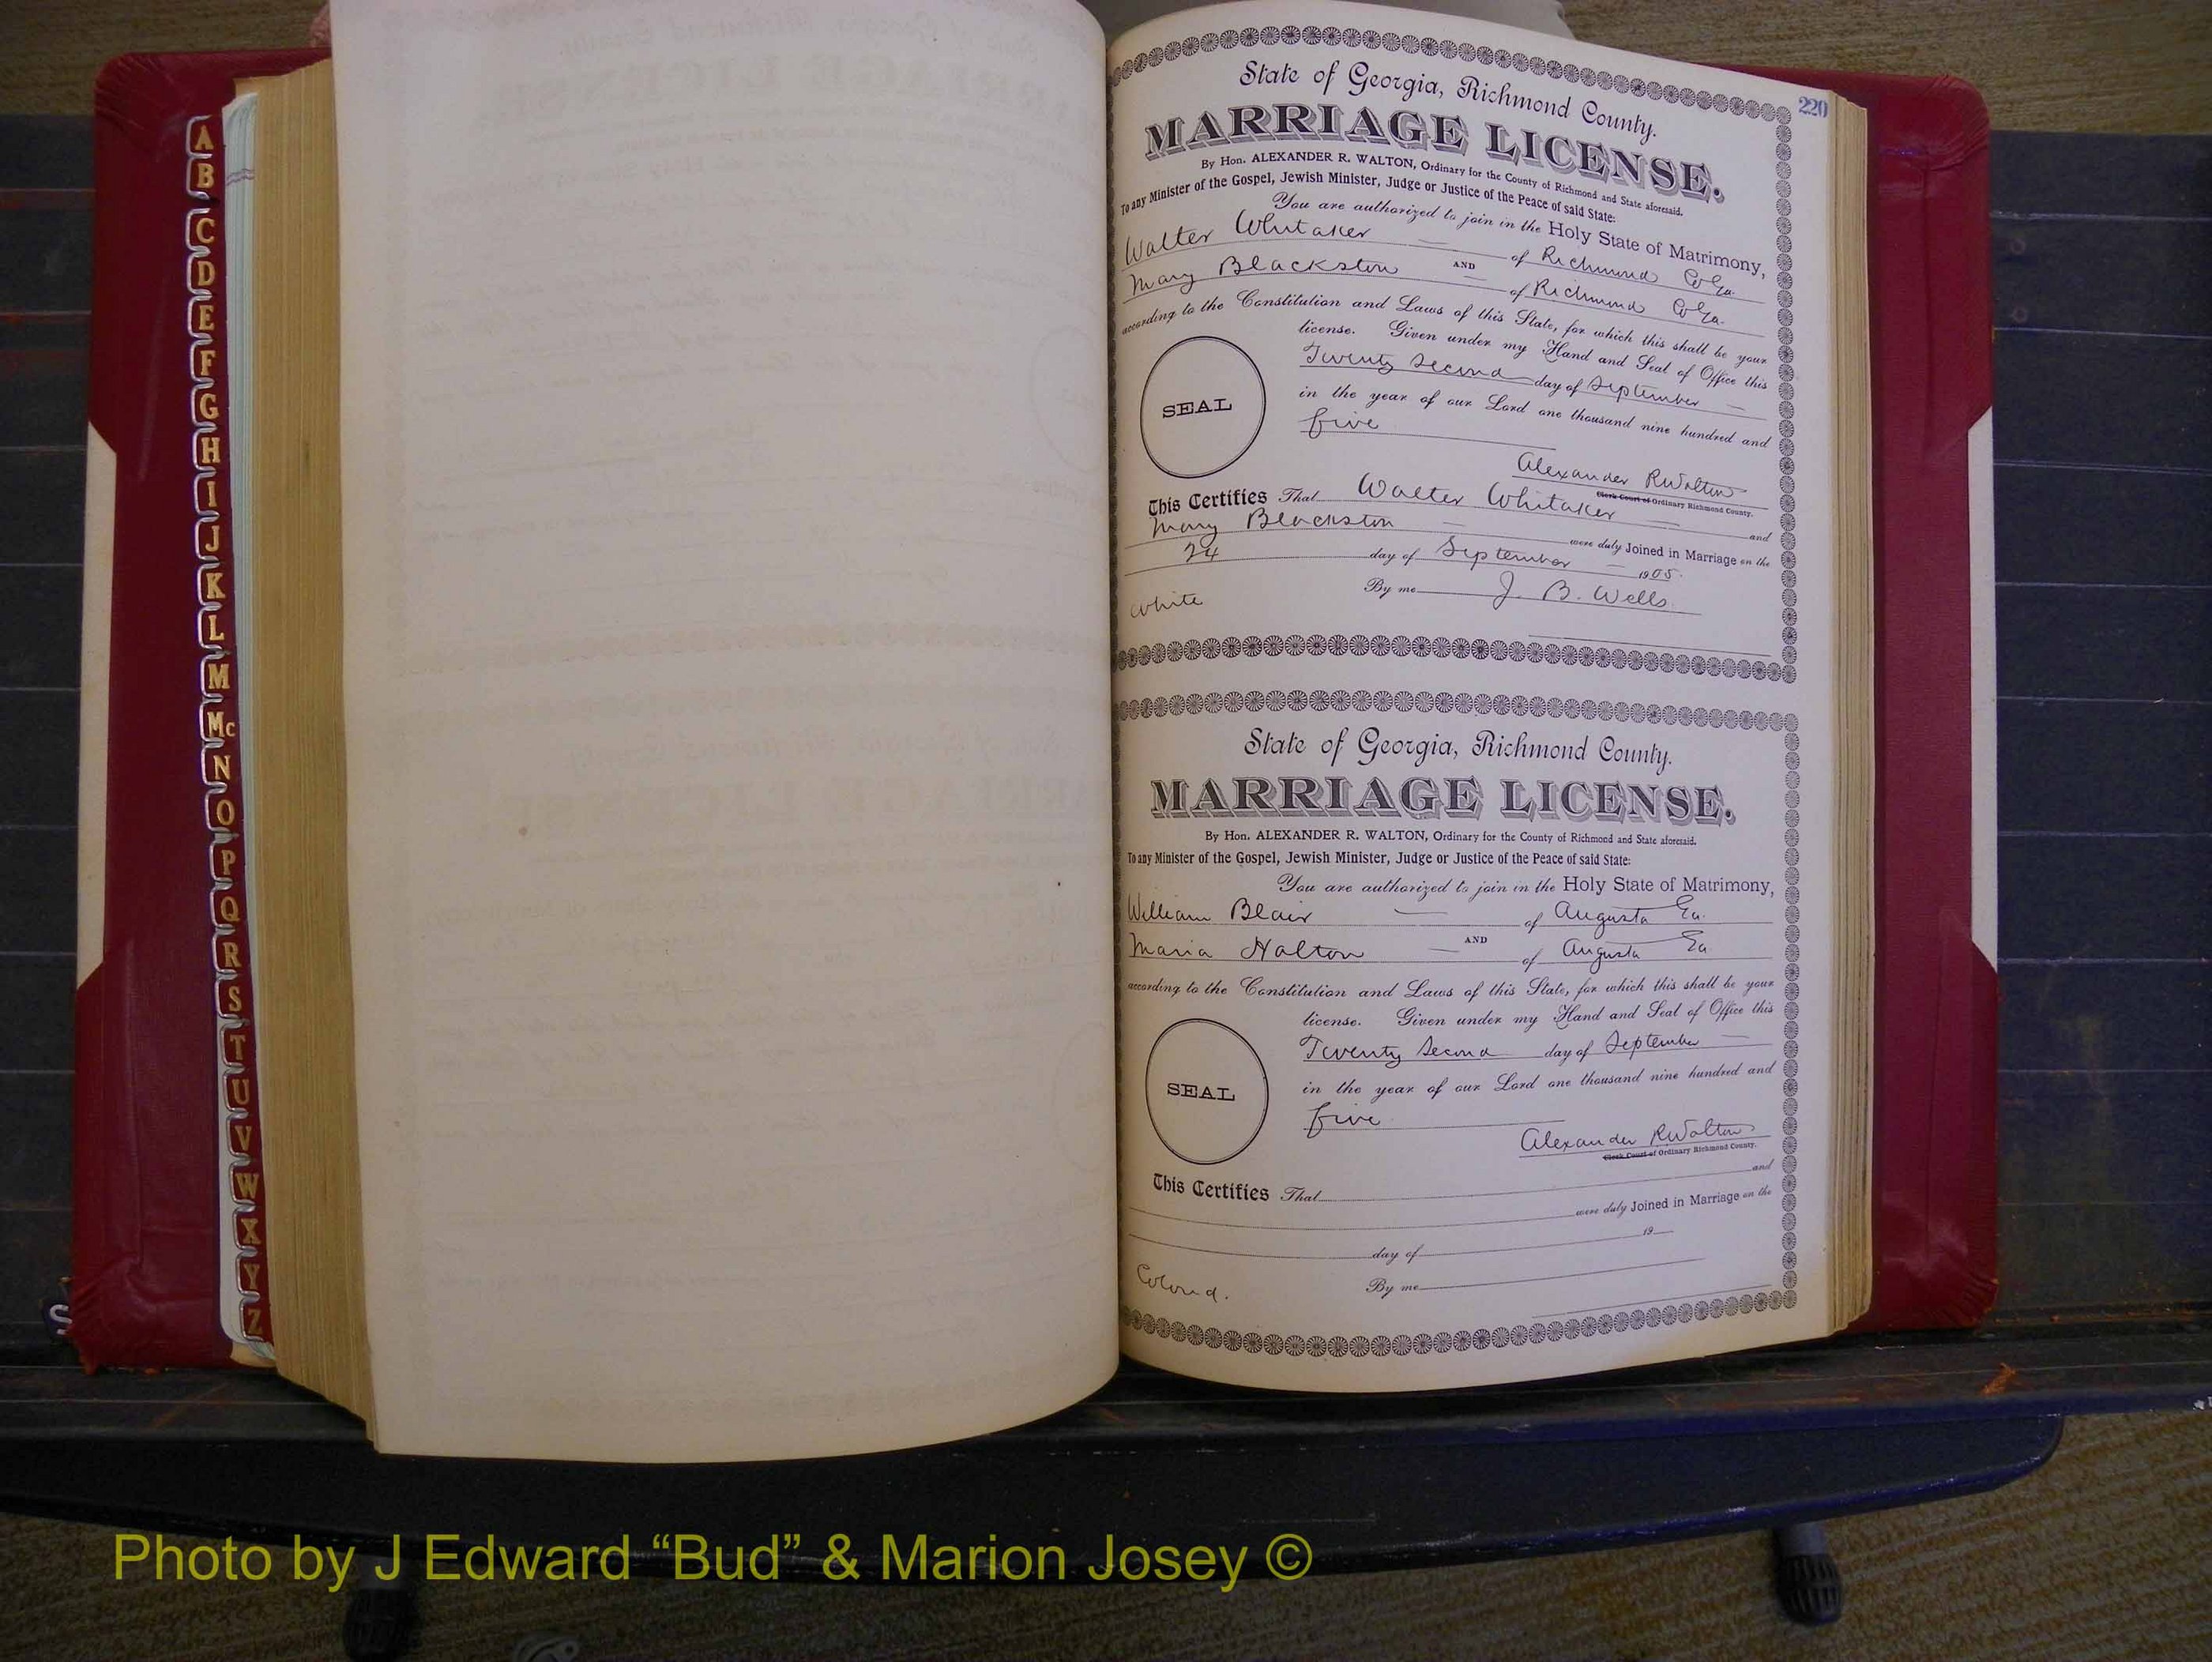 A
B
C
D
E
F
G
H
I
J
K
L
M
Mc
N
O
P
Q
R
S
T
U
V
W
X
Y
Z
S
220
State of Georgia, Richmond County.
MARRIAGE LICENSE.
By Hon. ALEXANDER R. WALTON, Ordinary for the County of Richmond and State aforesaid.
To any Minister of the Gospel, Jewish Minister, Judge or Justice of the Peace of said State:
You are authorized to join in the Holy State of Matrimony,
Walter Whitaker — of Richmond Co Ga.
AND
Mary Blackston — of Richmond Co Ga.
according to the Constitution and Laws of this State, for which this shall be your
license. Given under my Hand and Seal of Office this
Twenty Second day of September —
in the year of our Lord one thousand nine hundred and
five
SEAL
Alexander R Walton
Clerk Court of Ordinary Richmond County.
This Certifies That Walter Whitaker — and
Mary Blackston — were duly Joined in Marriage on the
24 day of September — 1905.
By me J. B. Wells
White
State of Georgia, Richmond County.
MARRIAGE LICENSE.
By Hon. ALEXANDER R. WALTON, Ordinary for the County of Richmond and State aforesaid.
To any Minister of the Gospel, Jewish Minister, Judge or Justice of the Peace of said State:
You are authorized to join in the Holy State of Matrimony,
William Blair — of Augusta Ga.
AND
Maria Halton — of Augusta Ga
according to the Constitution and Laws of this State, for which this shall be your
license. Given under my Hand and Seal of Office this
Twenty Second day of September —
in the year of our Lord one thousand nine hundred and
five
SEAL
Alexander R Walton
Clerk Court of Ordinary Richmond County.
This Certifies That and
were duly Joined in Marriage on the
day of 19
By me
Colored.
Photo by J Edward “Bud” & Marion Josey ©